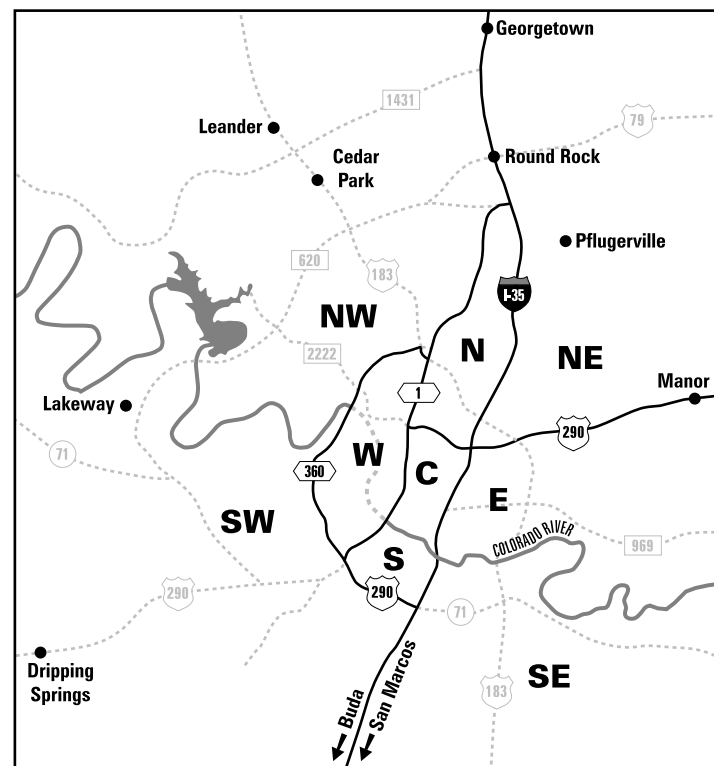 Georgetown
1431
79
Leander
Cedar
Park
Round Rock
Pflugerville
620
183
I-35
NW
N
2222
NE
Manor
1
Lakeway
290
71
W
360
C
E
SW
COLORADO RIVER
969
S
290
290
71
Dripping
Springs
SE
183
Buda
San Marcos